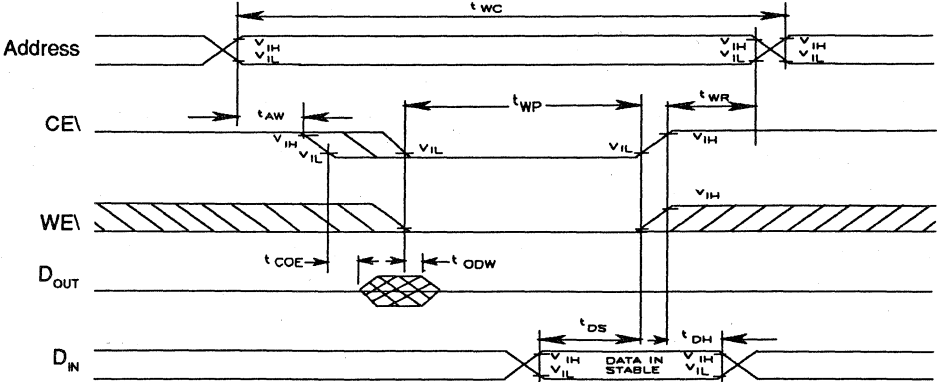 t WC
Address
V IH
V IL
V IH
V IL
V IH
V IL
t AW
t WP
t WR
CE\
V IH
V IL
V IL
V IL
V IH
WE\
V IH
t COE
t ODW
D OUT
t DS
t DH
D IN
V IH
V IL
DATA IN
STABLE
V IH
V IL